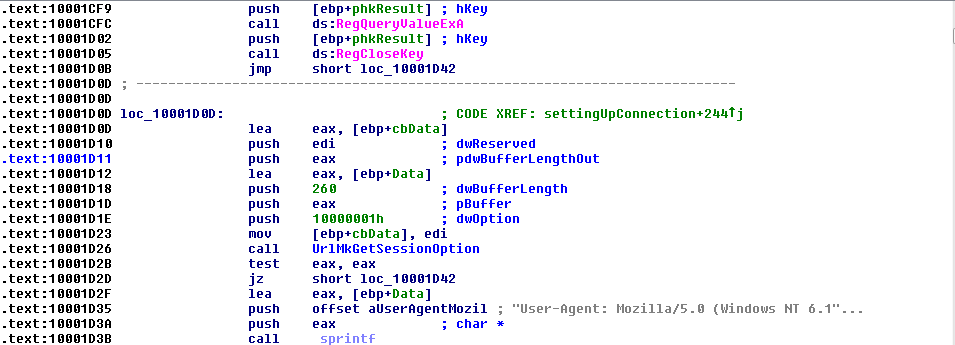 .text:10001CF9 push [ebp+phkResult] ; hKey
.text:10001CFC call ds:RegQueryValueExA
.text:10001D02 push [ebp+phkResult] ; hKey
.text:10001D05 call ds:RegCloseKey
.text:10001D0B jmp short loc_10001D42
.text:10001D0D ; ---------------------------------------------------------------------------
.text:10001D0D
.text:10001D0D loc_10001D0D: ; CODE XREF: settingUpConnection+244↑j
.text:10001D0D lea eax, [ebp+cbData]
.text:10001D10 push edi ; dwReserved
.text:10001D11 push eax ; pdwBufferLengthOut
.text:10001D12 lea eax, [ebp+Data]
.text:10001D18 push 260 ; dwBufferLength
.text:10001D1D push eax ; pBuffer
.text:10001D1E push 10000001h ; dwOption
.text:10001D23 mov [ebp+cbData], edi
.text:10001D26 call UrlMkGetSessionOption
.text:10001D2B test eax, eax
.text:10001D2D jz short loc_10001D42
.text:10001D2F lea eax, [ebp+Data]
.text:10001D35 push offset aUserAgentMozil ; "User-Agent: Mozilla/5.0 (Windows NT 6.1"...
.text:10001D3A push eax ; char *
.text:10001D3B call _sprintf